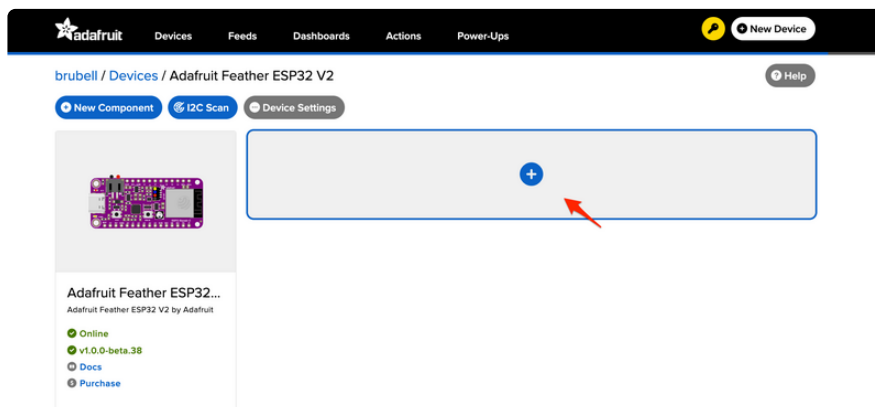 adafruit Devices Feeds Dashboards Actions Power-Ups New Device
brubell / Devices / Adafruit Feather ESP32 V2 Help
New Component I2C Scan Device Settings
Adafruit Feather ESP32...
Adafruit Feather ESP32 V2 by Adafruit
Online
v1.0.0-beta.38
Docs
Purchase